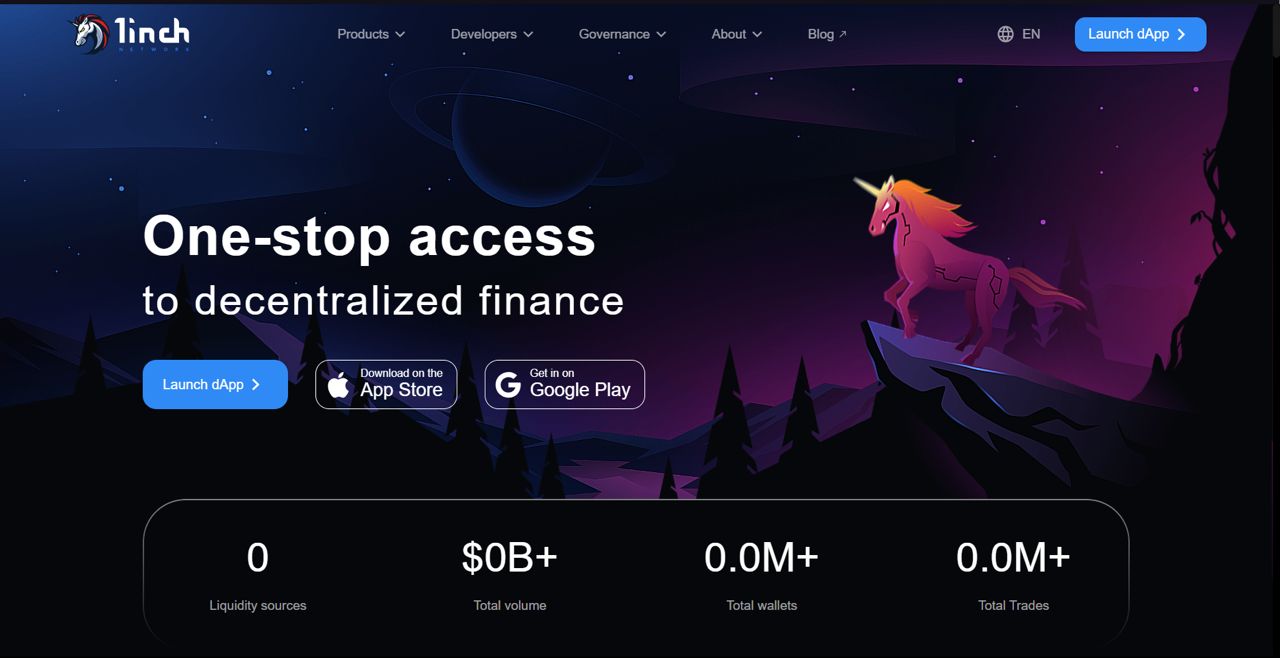 1inch
NETWORK
Products
Developers
Governance
About
Blog ↗
EN
Launch dApp
One-stop access
to decentralized finance
Launch dApp
Download on the
App Store
Get in on
Google Play
0
Liquidity sources
$0B+
Total volume
0.0M+
Total wallets
0.0M+
Total Trades